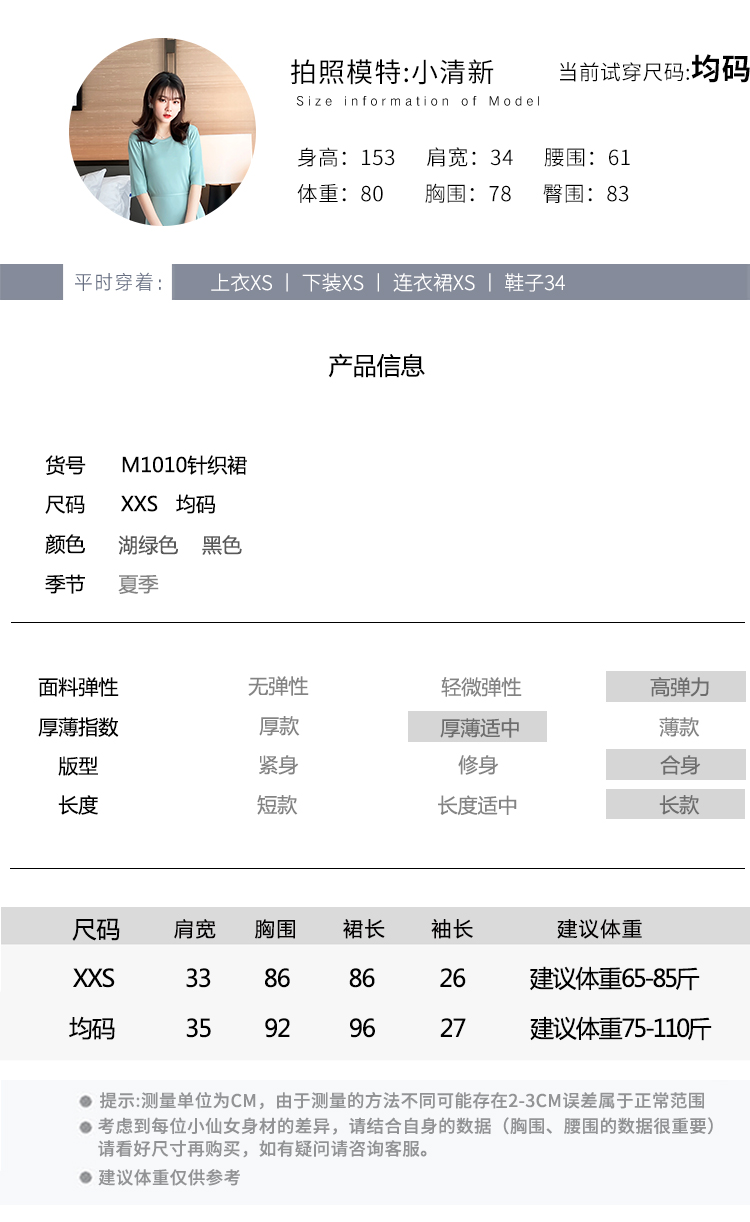 拍照模特:小清新
当前试穿尺码:均码
Size information of Model
身高：153 肩宽：34 腰围：61
体重：80 胸围：78 臀围：83
平时穿着: 上衣XS | 下装XS | 连衣裙XS | 鞋子34
产品信息
货号 M1010针织裙
尺码 XXS 均码
颜色 湖绿色 黑色
季节 夏季
面料弹性 无弹性 轻微弹性 高弹力
厚薄指数 厚款 厚薄适中 薄款
版型 紧身 修身 合身
长度 短款 长度适中 长款
尺码 肩宽 胸围 裙长 袖长 建议体重
XXS 33 86 86 26 建议体重65-85斤
均码 35 92 96 27 建议体重75-110斤
● 提示:测量单位为CM，由于测量的方法不同可能存在2-3CM误差属于正常范围
● 考虑到每位小仙女身材的差异，请结合自身的数据（胸围、腰围的数据很重要）
请看好尺寸再购买，如有疑问请咨询客服。
● 建议体重仅供参考